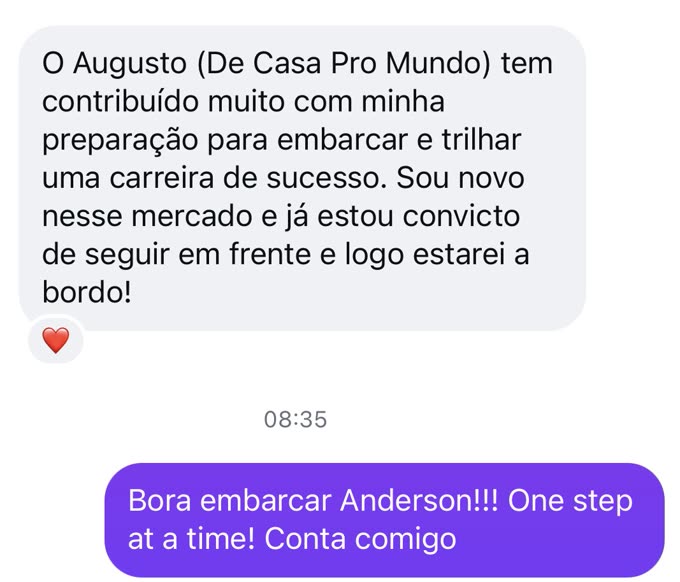 O Augusto (De Casa Pro Mundo) tem
contribuído muito com minha
preparação para embarcar e trilhar
uma carreira de sucesso. Sou novo
nesse mercado e já estou convicto
de seguir em frente e logo estarei a
bordo!
08:35
Bora embarcar Anderson!!! One step
at a time! Conta comigo